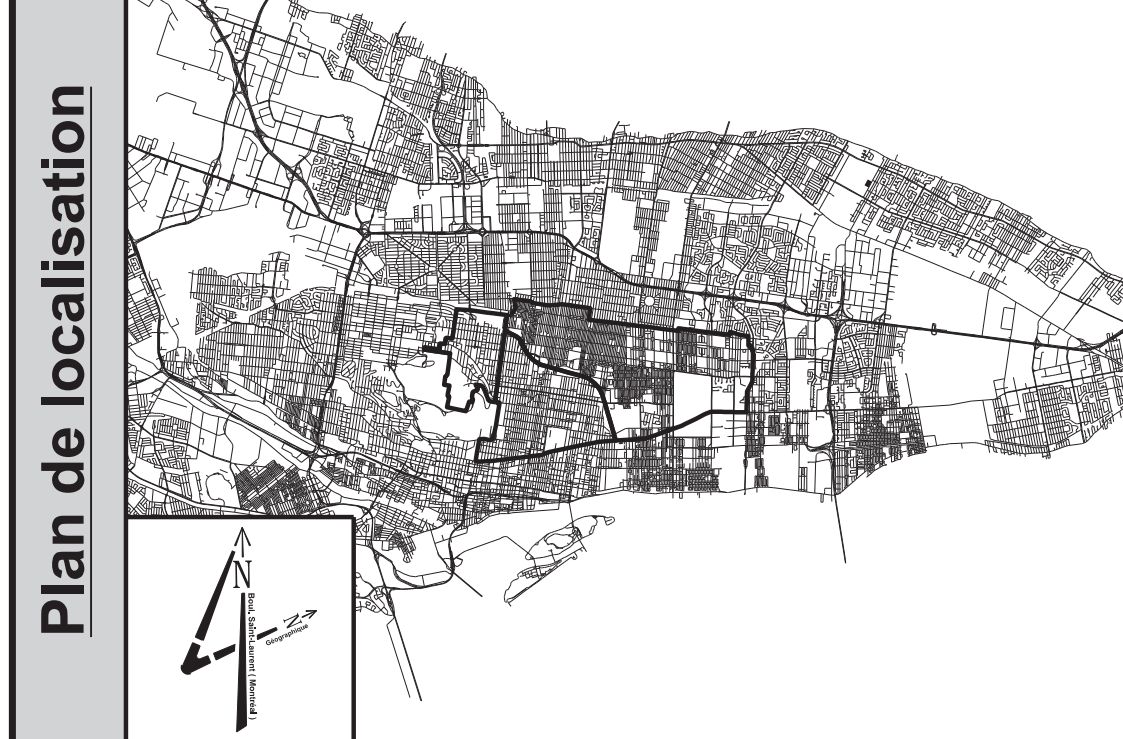 Plan de localisation
N
Boul. Saint-Laurent ( Montréal )
N
Géographique